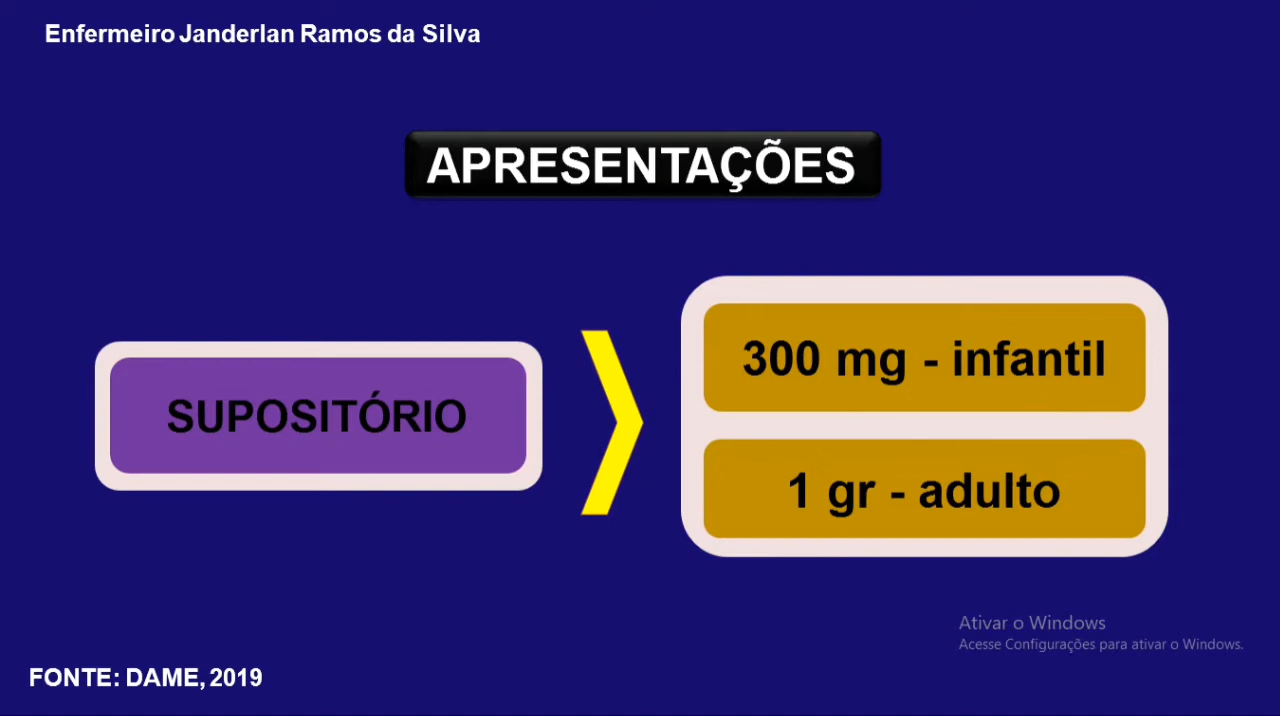 Enfermeiro Janderlan Ramos da Silva
APRESENTAÇÕES
SUPOSITÓRIO
300 mg - infantil
1 gr - adulto
Ativar o Windows
Acesse Configurações para ativar o Windows.
FONTE: DAME, 2019